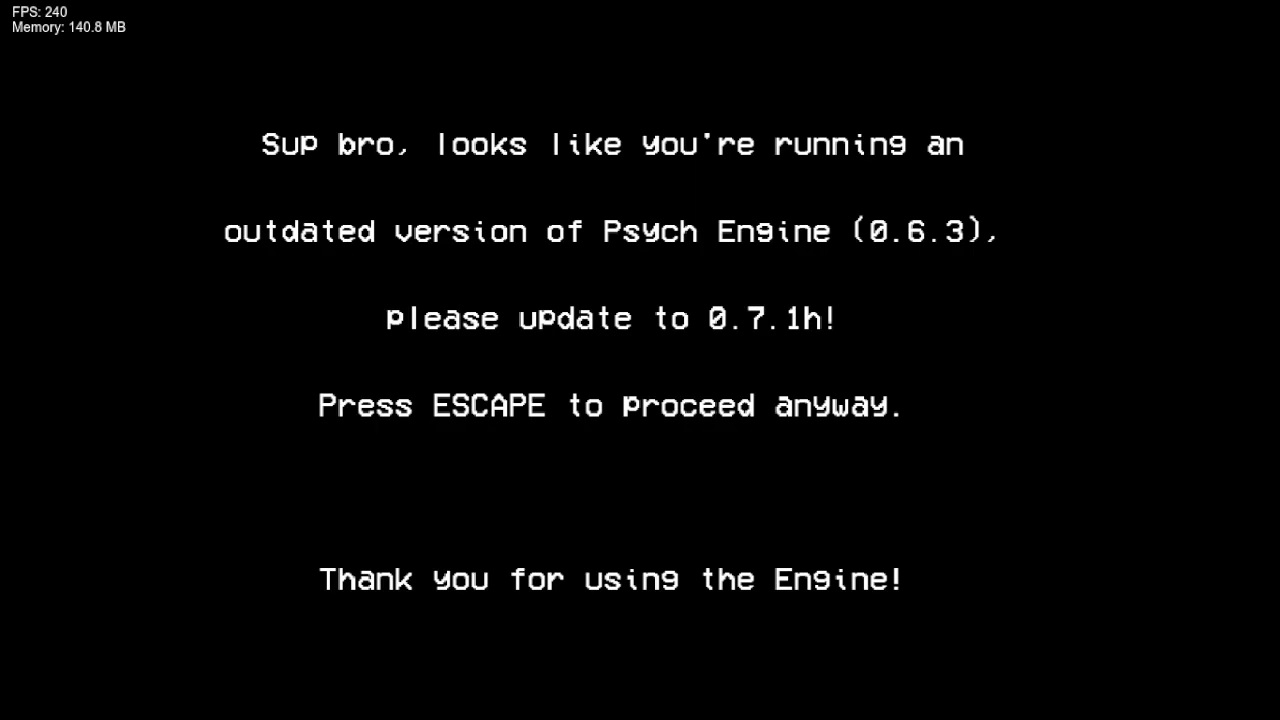 FPS: 240
Memory: 140.8 MB
Sup bro, looks like you're running an
outdated version of Psych Engine (0.6.3),
please update to 0.7.1h!
Press ESCAPE to proceed anyway.
Thank you for using the Engine!